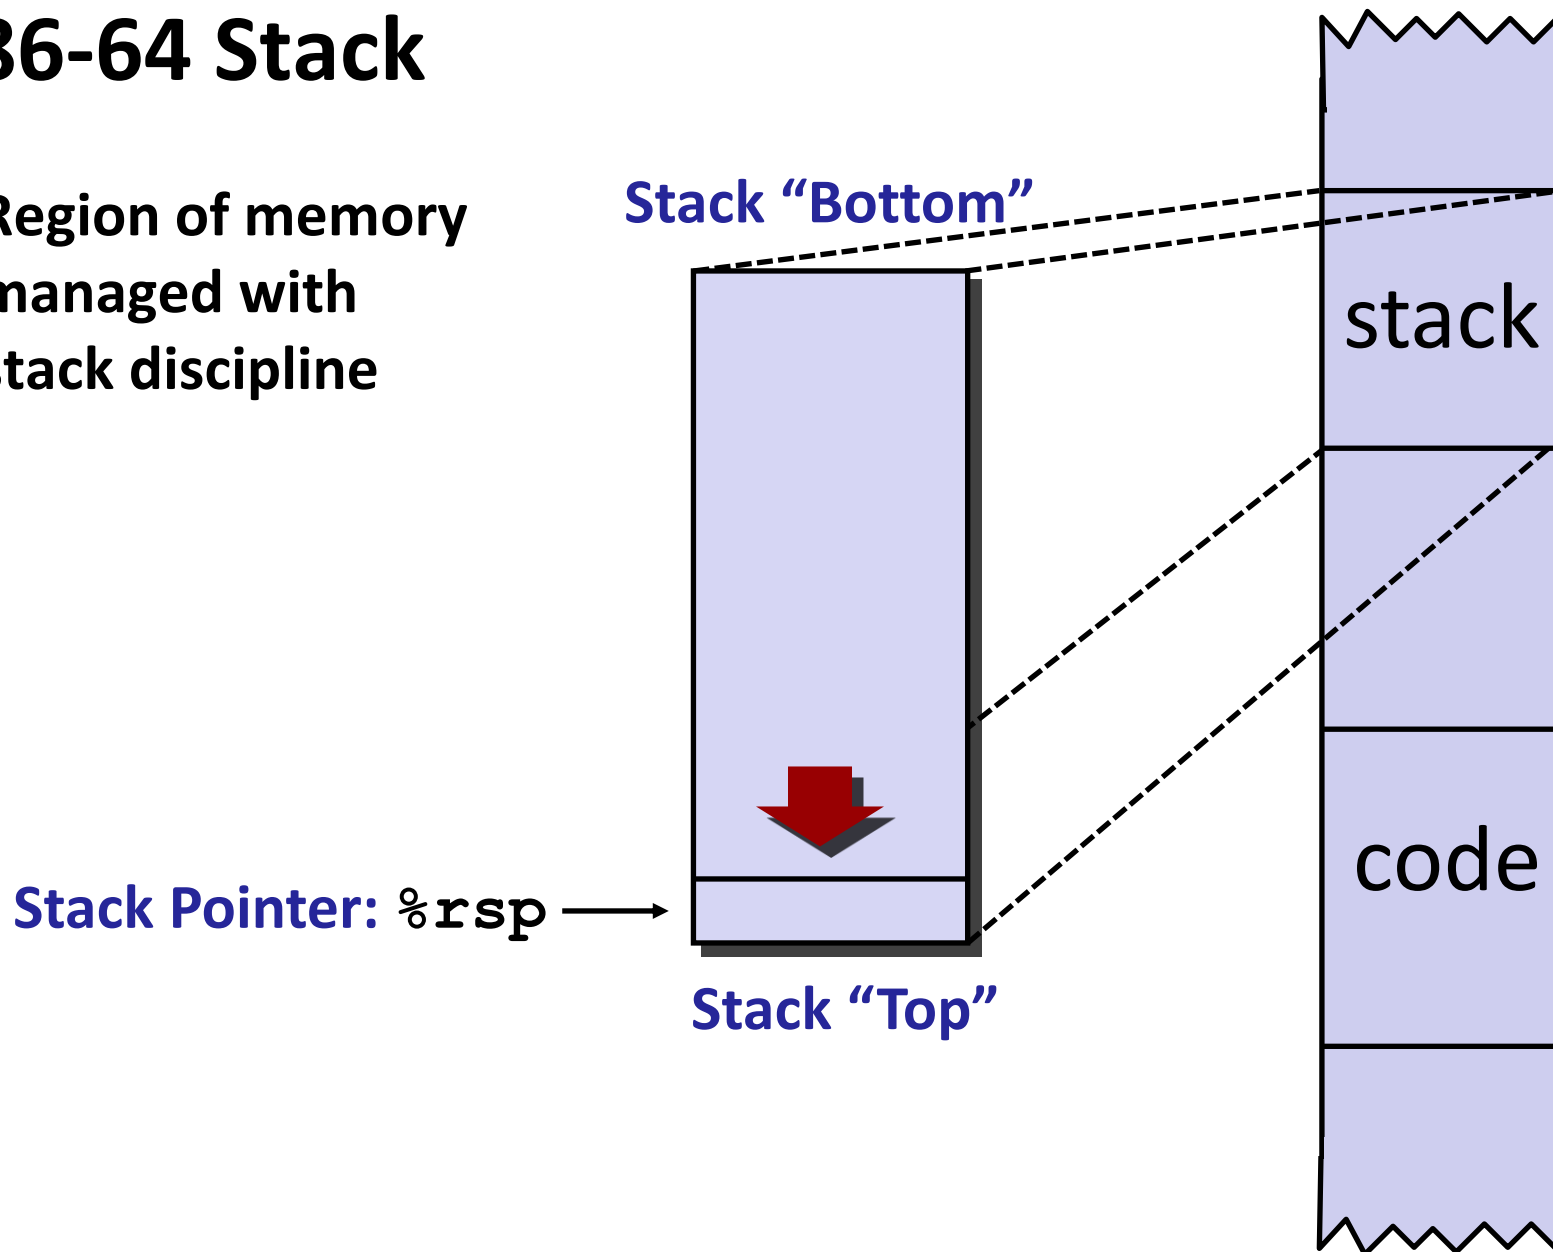 86-64 Stack
Region of memory
managed with
stack discipline
Stack “Bottom”
stack
code
Stack Pointer: %rsp
Stack “Top”